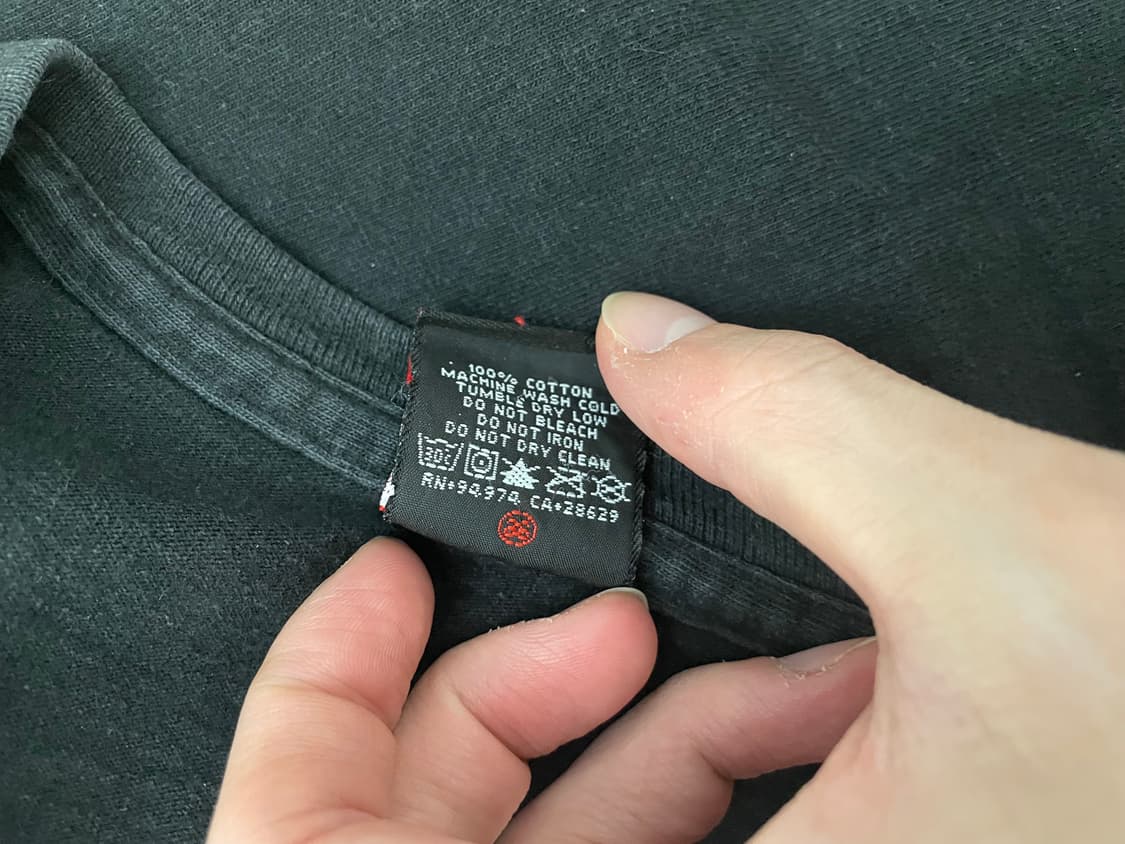 100% COTTON
MACHINE WASH COLD
TUMBLE DRY LOW
DO NOT BLEACH
DO NOT IRON
DO NOT DRY CLEAN
30C
RN+94974 CA+28629